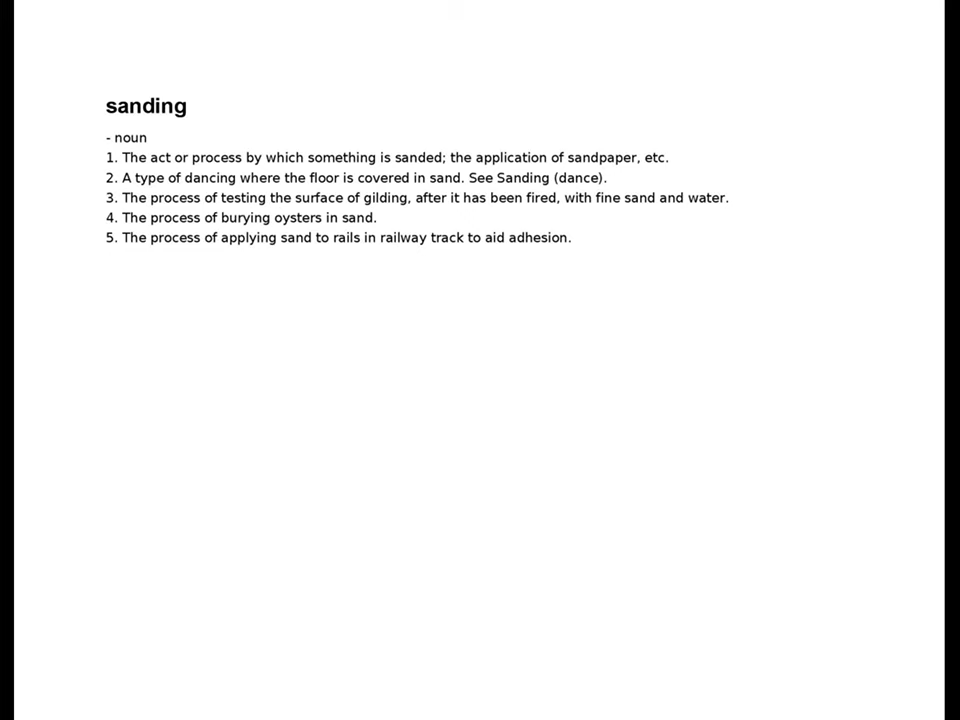 sanding
- noun
1. The act or process by which something is sanded; the application of sandpaper, etc.
2. A type of dancing where the floor is covered in sand. See Sanding (dance).
3. The process of testing the surface of gilding, after it has been fired, with fine sand and water.
4. The process of burying oysters in sand.
5. The process of applying sand to rails in railway track to aid adhesion.